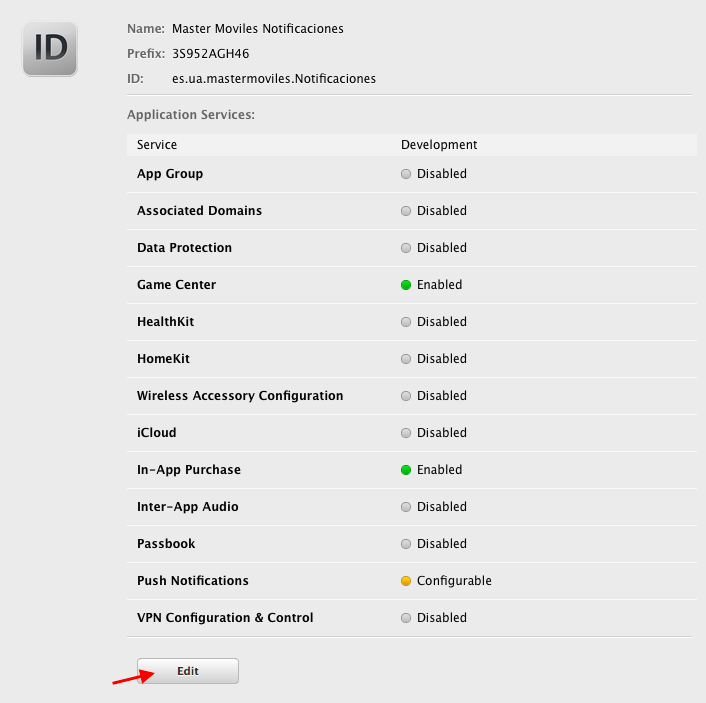 ID
Name: Master Moviles Notificaciones
Prefix: 3S952AGH46
ID: es.ua.mastermoviles.Notificaciones
Application Services:
Service Development
App Group Disabled
Associated Domains Disabled
Data Protection Disabled
Game Center Enabled
HealthKit Disabled
HomeKit Disabled
Wireless Accessory Configuration Disabled
iCloud Disabled
In-App Purchase Enabled
Inter-App Audio Disabled
Passbook Disabled
Push Notifications Configurable
VPN Configuration & Control Disabled
Edit